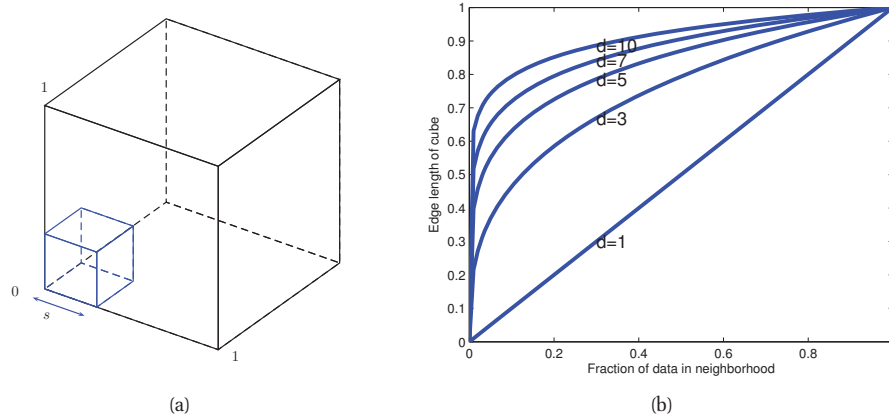 1
0
s
1
(a)
Edge length of cube
1
0.9
0.8
0.7
0.6
0.5
0.4
0.3
0.2
0.1
0
d=10
d=7
d=5
d=3
d=1
0
0.2
0.4
0.6
0.8
Fraction of data in neighborhood
(b)